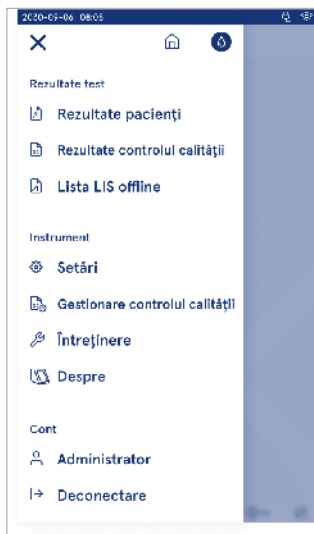 2030-09-06 08:05
Rezultate test
Rezultate pacienți
Rezultate controlul calității
Lista LIS offline
Instrument
Setări
Gestionare controlul calității
Întreținere
Despre
Cont
Administrator
Deconectare